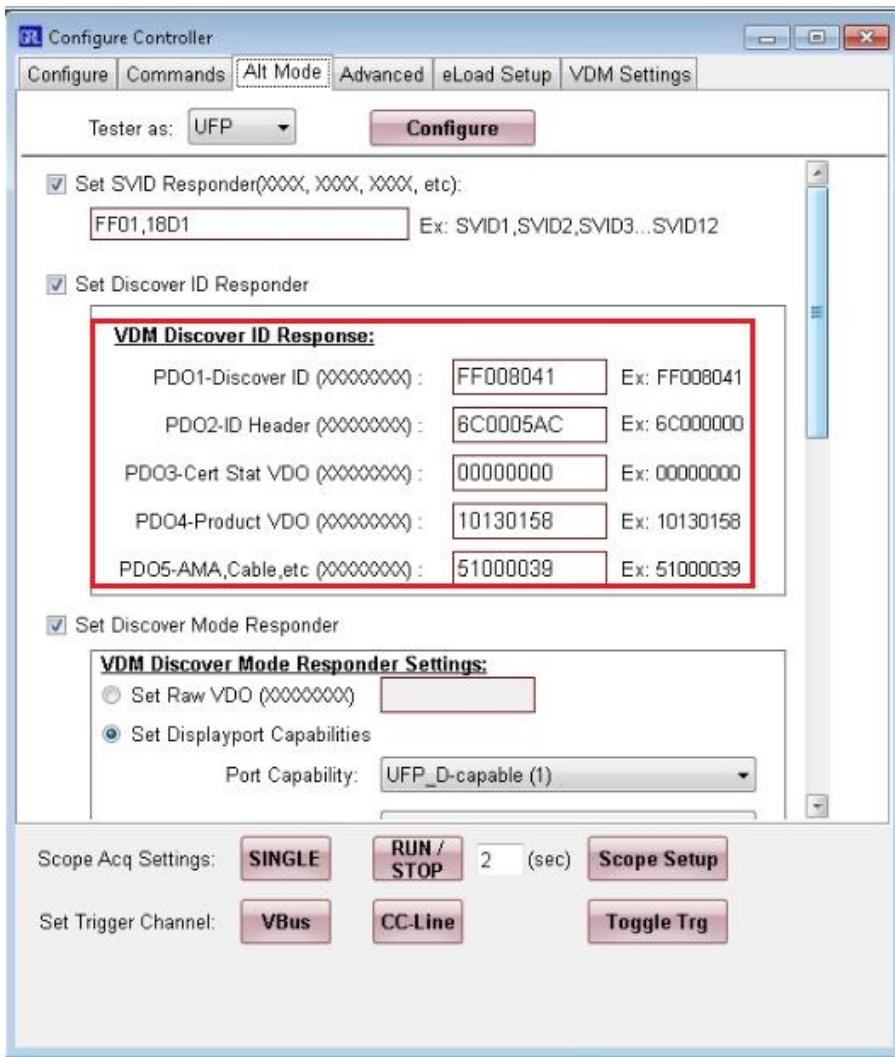 GRL Configure Controller
Configure Commands Alt Mode Advanced eLoad Setup VDM Settings
Tester as: UFP Configure
Set SVID Responder(XXXX, XXXX, XXXX, etc):
FF01,18D1 Ex: SVID1,SVID2,SVID3...SVID12
Set Discover ID Responder
VDM Discover ID Response:
PDO1-Discover ID (XXXXXXXX) : FF008041 Ex: FF008041
PDO2-ID Header (XXXXXXXX) : 6C0005AC Ex: 6C000000
PDO3-Cert Stat VDO (XXXXXXXX) : 00000000 Ex: 00000000
PDO4-Product VDO (XXXXXXXX) : 10130158 Ex: 10130158
PDO5-AMA,Cable,etc (XXXXXXXX) : 51000039 Ex: 51000039
Set Discover Mode Responder
VDM Discover Mode Responder Settings:
Set Raw VDO (XXXXXXXX)
Set Displayport Capabilities
Port Capability: UFP_D-capable (1)
Scope Acq Settings: SINGLE RUN / STOP 2 (sec) Scope Setup
Set Trigger Channel: VBus CC-Line Toggle Trg